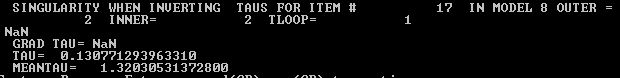 SINGULARITY WHEN INVERTING TAUS FOR ITEM # 17 IN MODEL 8 OUTER =
2 INNER= 2 TLOOP= 1
NaN
GRAD TAU= NaN
TAU= 0.130771293963310
MEANTAU= 1.32030531372800